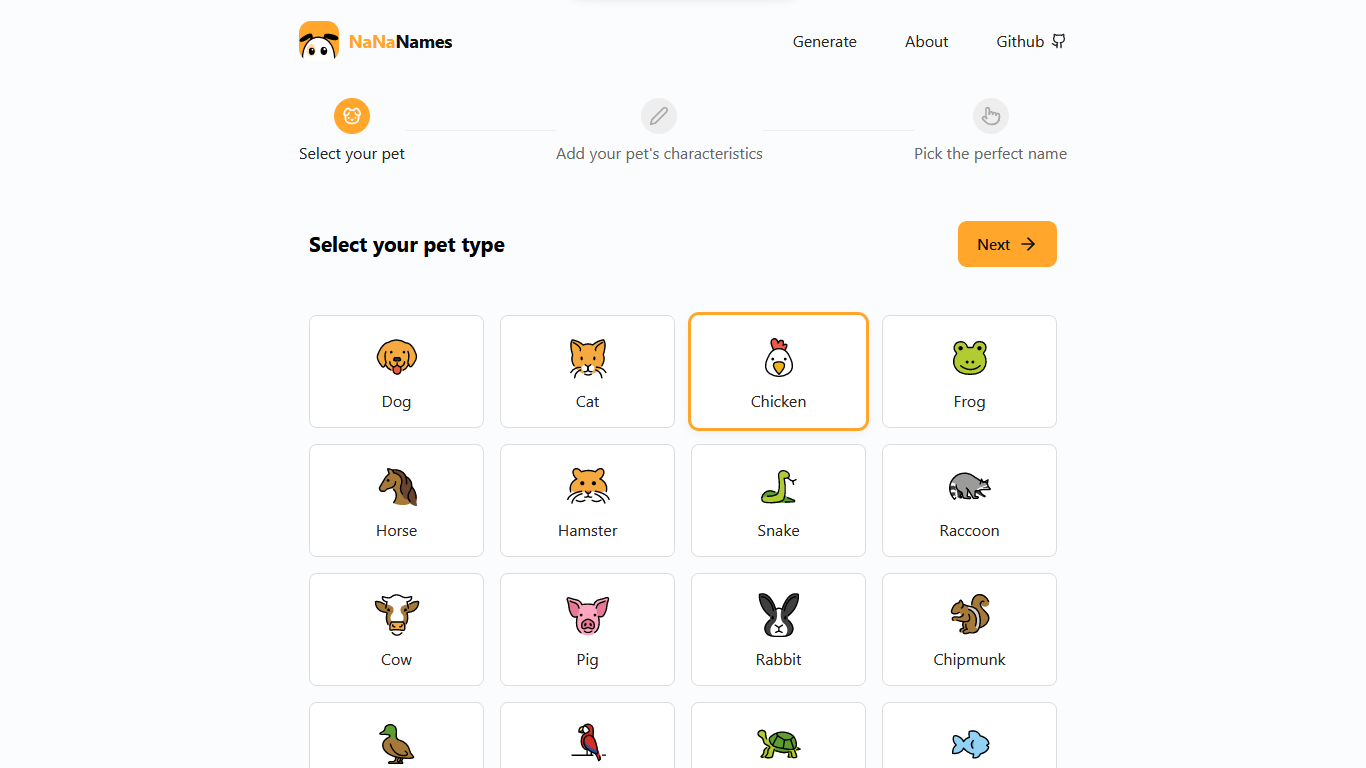 NaNaNames
Generate
About
Github
Select your pet
Add your pet's characteristics
Pick the perfect name
Select your pet type
Next
Dog
Cat
Chicken
Frog
Horse
Hamster
Snake
Raccoon
Cow
Pig
Rabbit
Chipmunk